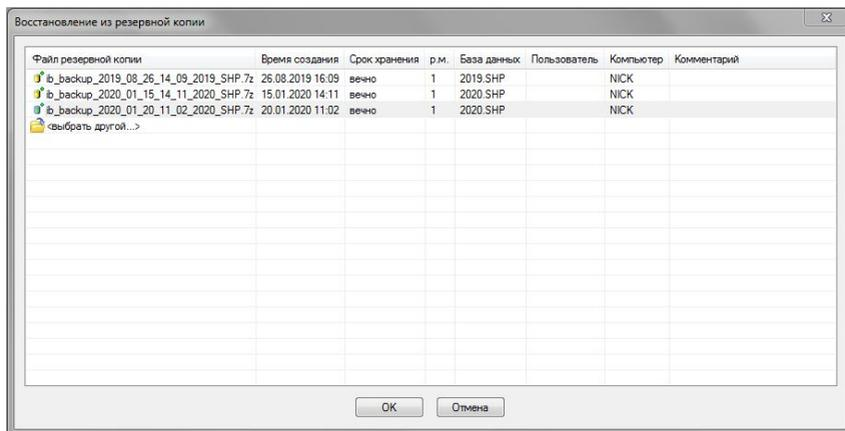 Восстановление из резервной копии
Файл резервной копии Время создания Срок хранения р.м. База данных Пользователь Компьютер Комментарий
ib_backup_2019_08_26_14_09_2019_SHP.7z 26.08.2019 16:09 вечно 1 2019.SHP NICK
ib_backup_2020_01_15_14_11_2020_SHP.7z 15.01.2020 14:11 вечно 1 2020.SHP NICK
ib_backup_2020_01_20_11_02_2020_SHP.7z 20.01.2020 11:02 вечно 1 2020.SHP NICK
<выбрать другой...>
OK Отмена